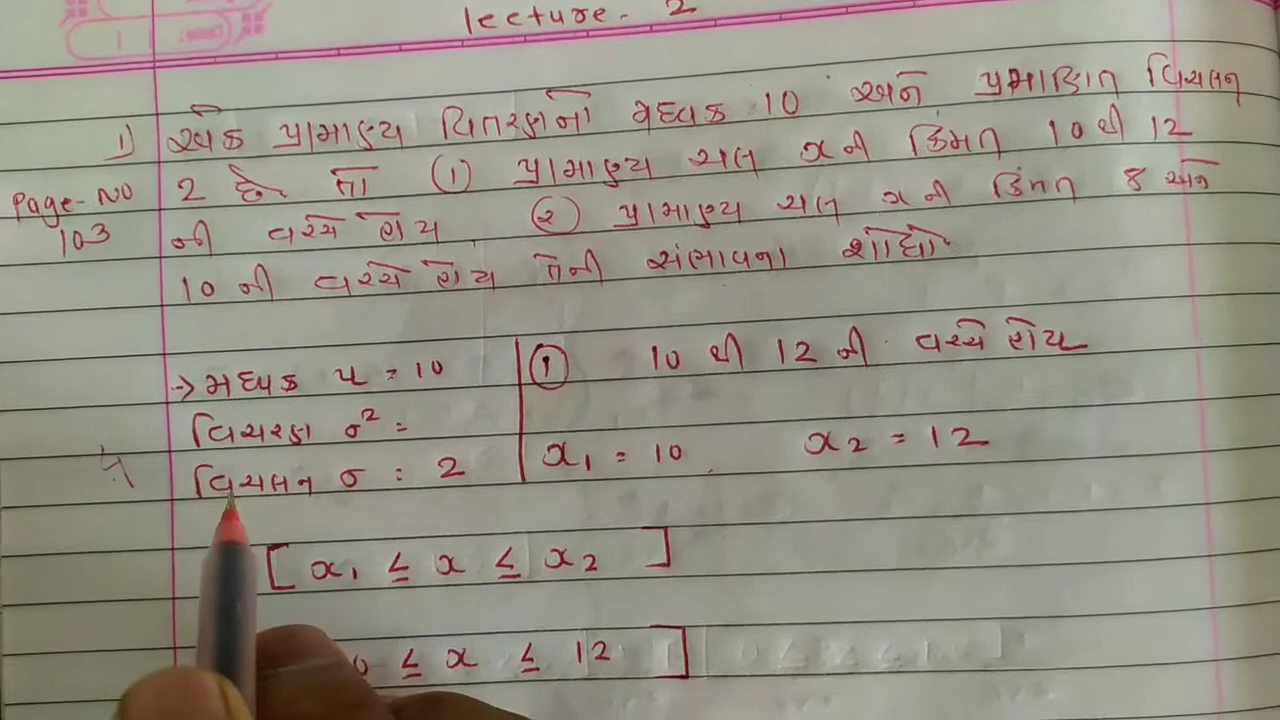 lecture - 2
1) એક પ્રામાણ્ય વિતરણનો મધ્યક 10 અને પ્રમાણિત વિચલન
Page-NO 103
2 છે તો (1) પ્રામાણ્ય ચલ x ની કિંમત 10 થી 12
ની વચ્ચે હોય (2) પ્રામાણ્ય ચલ x ની કિંમત 8 અને
10 ની વચ્ચે હોય તેની સંભાવના શોધો
→ મધ્યક μ = 10
વિચરણ σ² =
વિચલન σ : 2
(1) 10 થી 12 ની વચ્ચે હોય
x₁ = 10 x₂ = 12
[ x₁ ≤ x ≤ x₂ ]
≤ x ≤ 12 ]